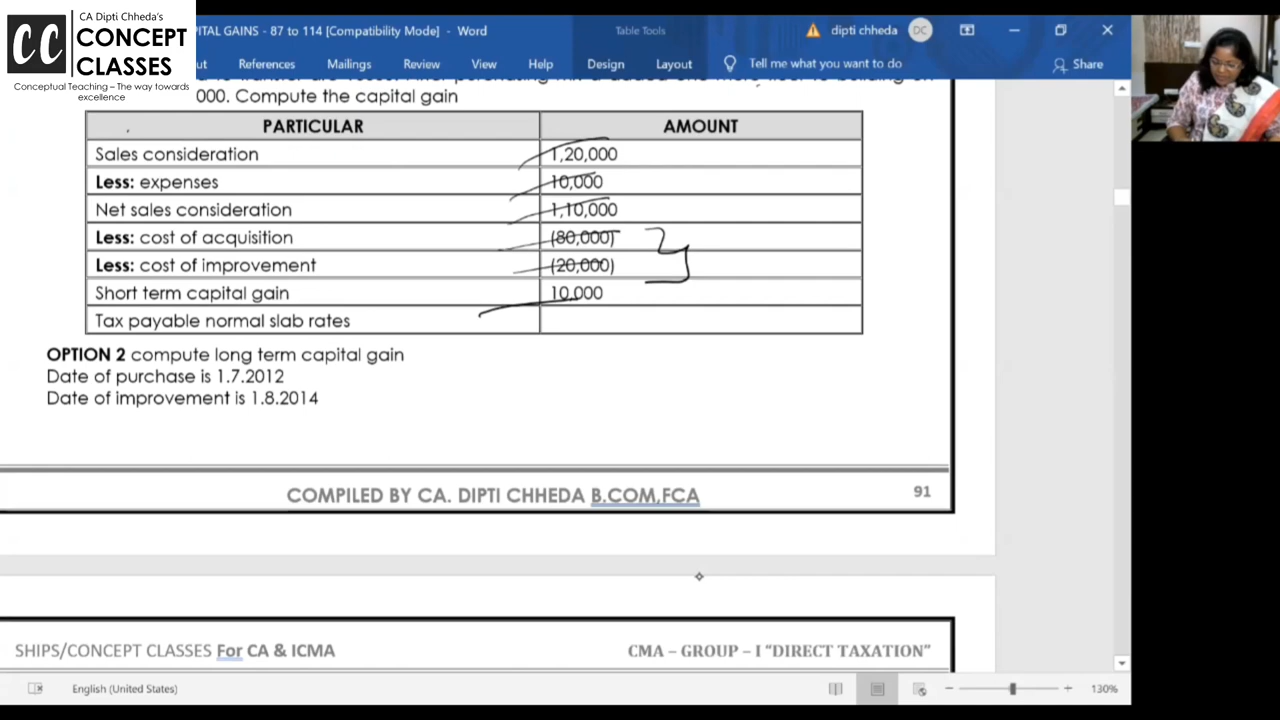 CA Dipti Chheda's
CC CONCEPT CLASSES
Conceptual Teaching – The way towards excellence
PITAL GAINS - 87 to 114 [Compatibility Mode] - Word
Table Tools
dipti chheda
DC
ut References Mailings Review View Help Design Layout Tell me what you want to do Share
000. Compute the capital gain
PARTICULAR AMOUNT
Sales consideration 1,20,000
Less: expenses 10,000
Net sales consideration 1,10,000
Less: cost of acquisition (80,000)
Less: cost of improvement (20,000)
Short term capital gain 10,000
Tax payable normal slab rates
OPTION 2 compute long term capital gain
Date of purchase is 1.7.2012
Date of improvement is 1.8.2014
COMPILED BY CA. DIPTI CHHEDA B.COM,FCA 91
SHIPS/CONCEPT CLASSES For CA & ICMA CMA – GROUP – I "DIRECT TAXATION"
English (United States) 130%